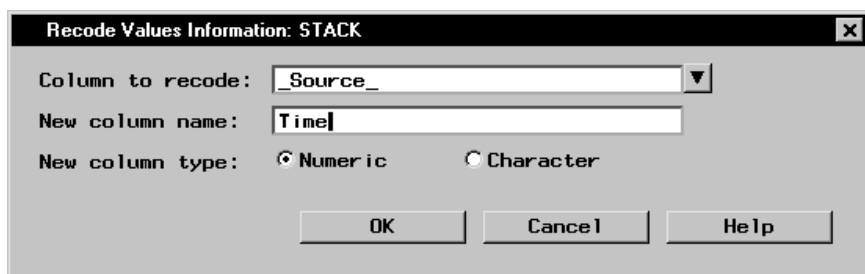 Recode Values Information: STACK
Column to recode: _Source_
New column name: Time
New column type: Numeric Character
OK Cancel Help